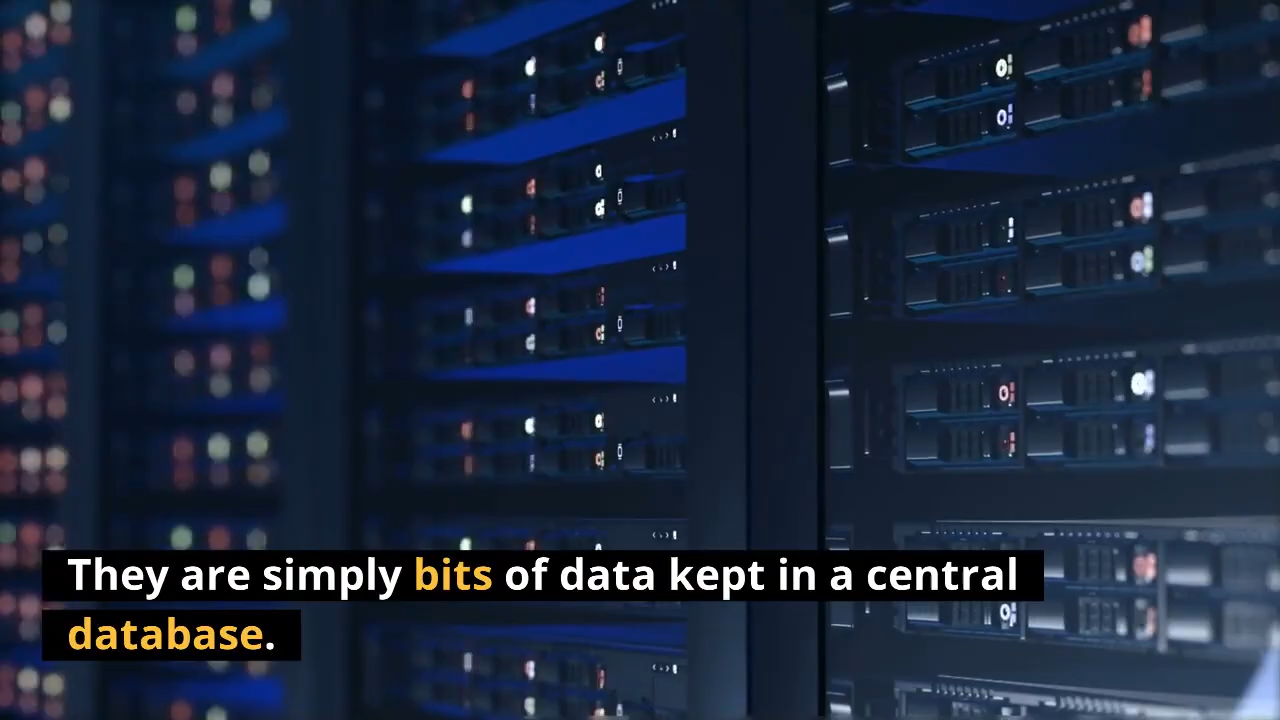 They are simply bits of data kept in a central
database.